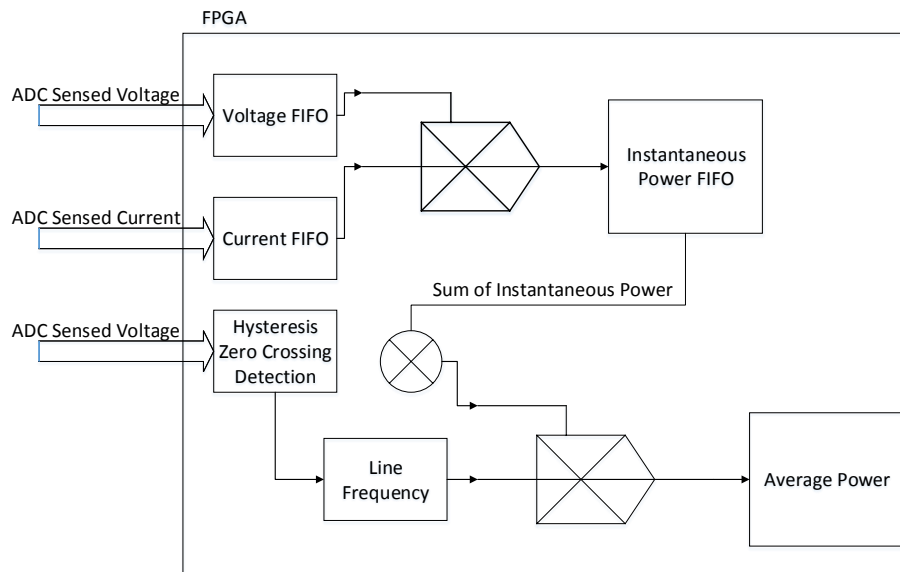 FPGA
ADC Sensed Voltage
Voltage FIFO
Instantaneous
Power FIFO
ADC Sensed Current
Current FIFO
Sum of Instantaneous Power
ADC Sensed Voltage
Hysteresis
Zero Crossing
Detection
Line
Frequency
Average Power